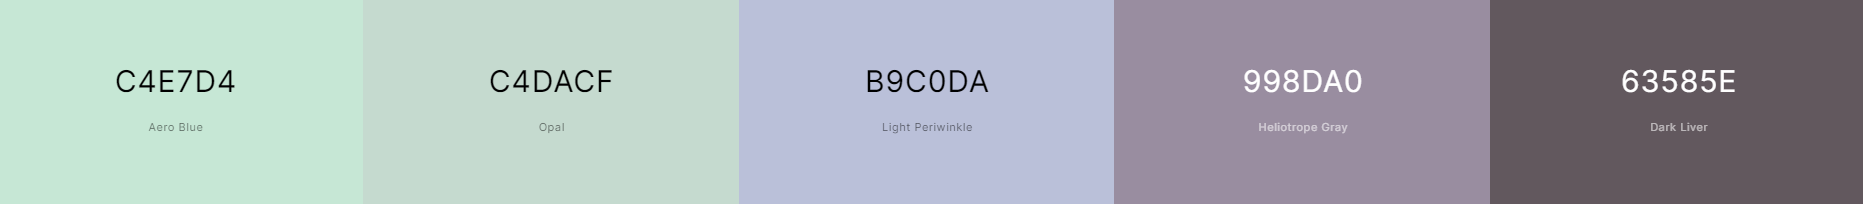 C4E7D4
Aero Blue
C4DACF
Opal
B9C0DA
Light Periwinkle
998DA0
Heliotrope Gray
63585E
Dark Liver